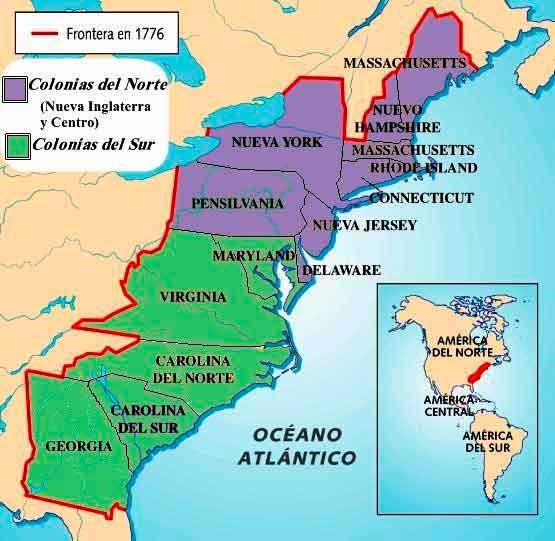 Frontera en 1776
Colonias del Norte
(Nueva Inglaterra
y Centro)
Colonias del Sur
MASSACHUSETTS
NUEVO
HAMPSHIRE
NUEVA YORK
MASSACHUSETTS
RHODE ISLAND
CONNECTICUT
PENSILVANIA
NUEVA JERSEY
MARYLAND
DELAWARE
VIRGINIA
CAROLINA
DEL NORTE
CAROLINA
DEL SUR
GEORGIA
OCÉANO
ATLÁNTICO
AMÉRICA
DEL NORTE
AMÉRICA
CENTRAL
AMÉRICA
DEL SUR